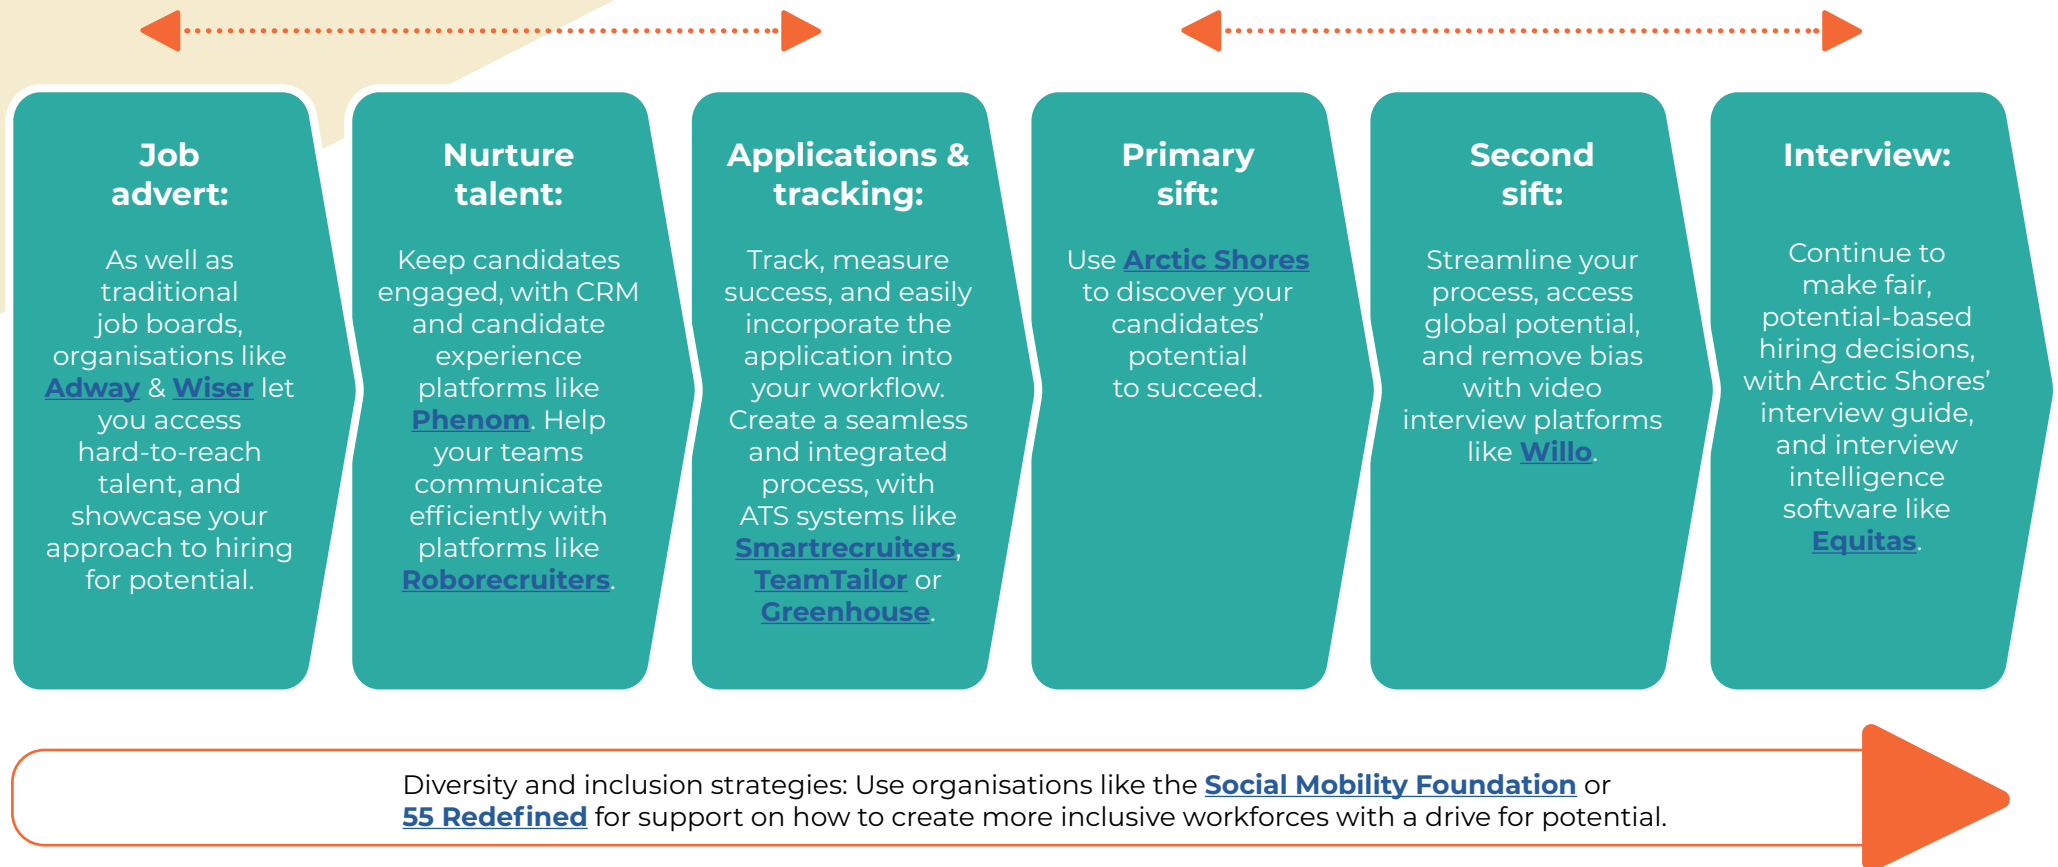 Job
advert:
As well as
traditional
job boards,
organisations like
Adway & Wiser let
you access
hard-to-reach
talent, and
showcase your
approach to hiring
for potential.
Nurture
talent:
Keep candidates
engaged, with CRM
and candidate
experience
platforms like
Phenom. Help
your teams
communicate
efficiently with
platforms like
Roborecruiters.
Applications &
tracking:
Track, measure
success, and easily
incorporate the
application into
your workflow.
Create a seamless
and integrated
process, with
ATS systems like
Smartrecruiters,
TeamTailor or
Greenhouse.
Primary
sift:
Use Arctic Shores
to discover your
candidates’
potential
to succeed.
Second
sift:
Streamline your
process, access
global potential,
and remove bias
with video
interview platforms
like Willo.
Interview:
Continue to
make fair,
potential-based
hiring decisions,
with Arctic Shores’
interview guide,
and interview
intelligence
software like
Equitas.
Diversity and inclusion strategies: Use organisations like the Social Mobility Foundation or
55 Redefined for support on how to create more inclusive workforces with a drive for potential.